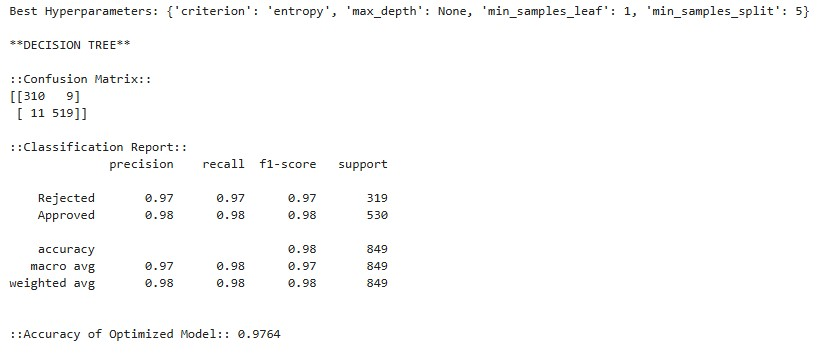 Best Hyperparameters: {'criterion': 'entropy', 'max_depth': None, 'min_samples_leaf': 1, 'min_samples_split': 5}
**DECISION TREE**
::Confusion Matrix::
[[310   9]
 [ 11 519]]
::Classification Report::
              precision    recall  f1-score   support
    Rejected       0.97      0.97      0.97       319
    Approved       0.98      0.98      0.98       530
    accuracy                           0.98       849
   macro avg       0.97      0.98      0.97       849
weighted avg       0.98      0.98      0.98       849
::Accuracy of Optimized Model:: 0.9764